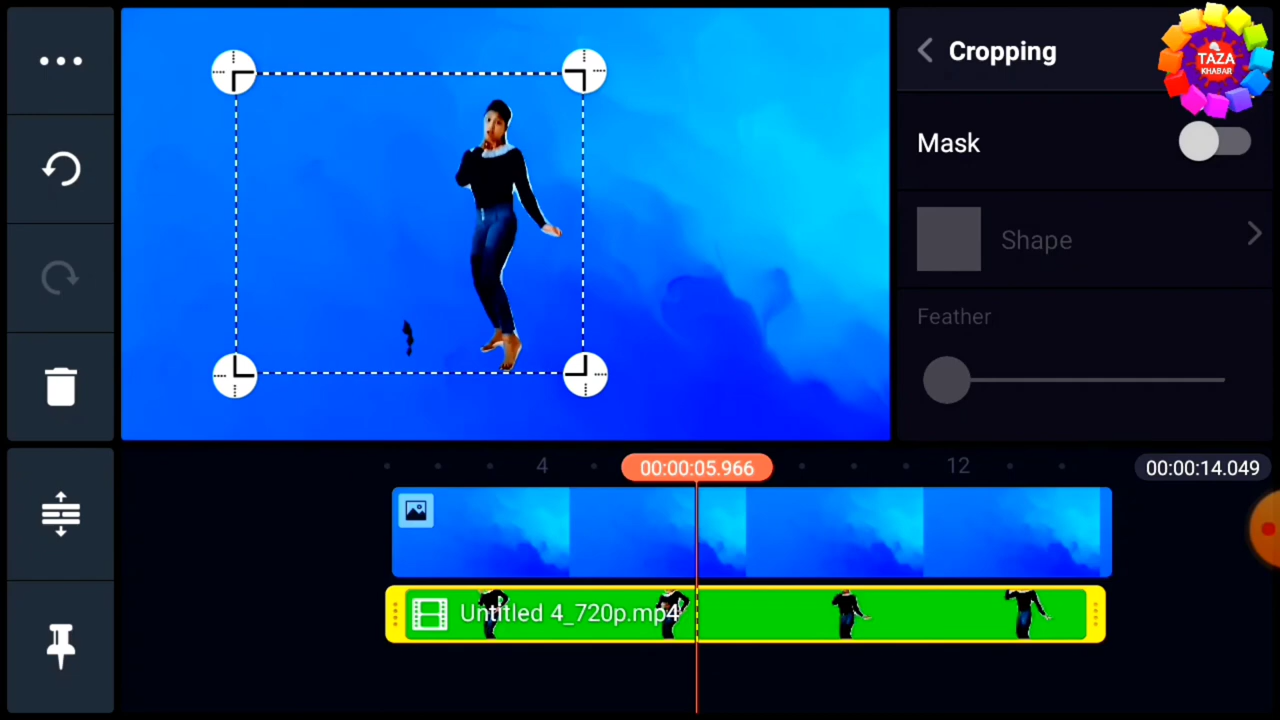 Cropping
TAZA
KHABAR
Mask
Shape
Feather
4
00:00:05.966
12
00:00:14.049
Untitled 4_720p.mp4